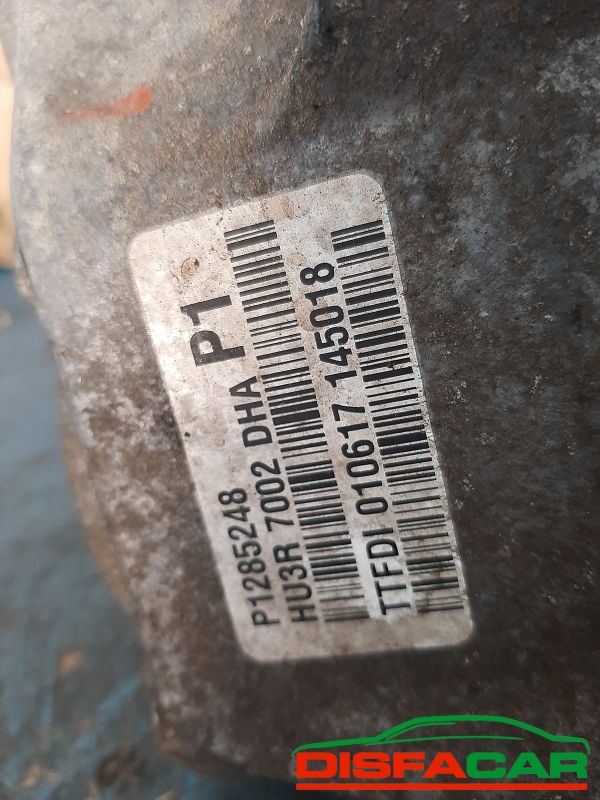 P1285248
P1
HU3R 7002 DHA
TTFDI 010617 145018
DISFACAR